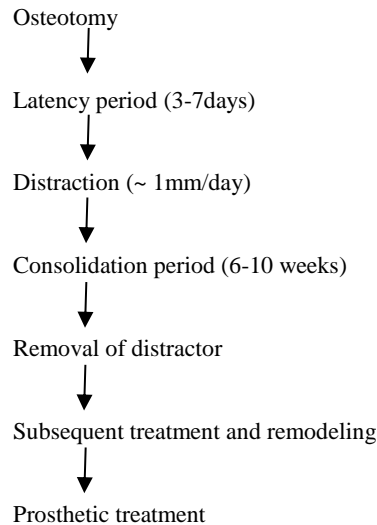 Osteotomy
Latency period (3-7days)
Distraction (~ 1mm/day)
Consolidation period (6-10 weeks)
Removal of distractor
Subsequent treatment and remodeling
Prosthetic treatment